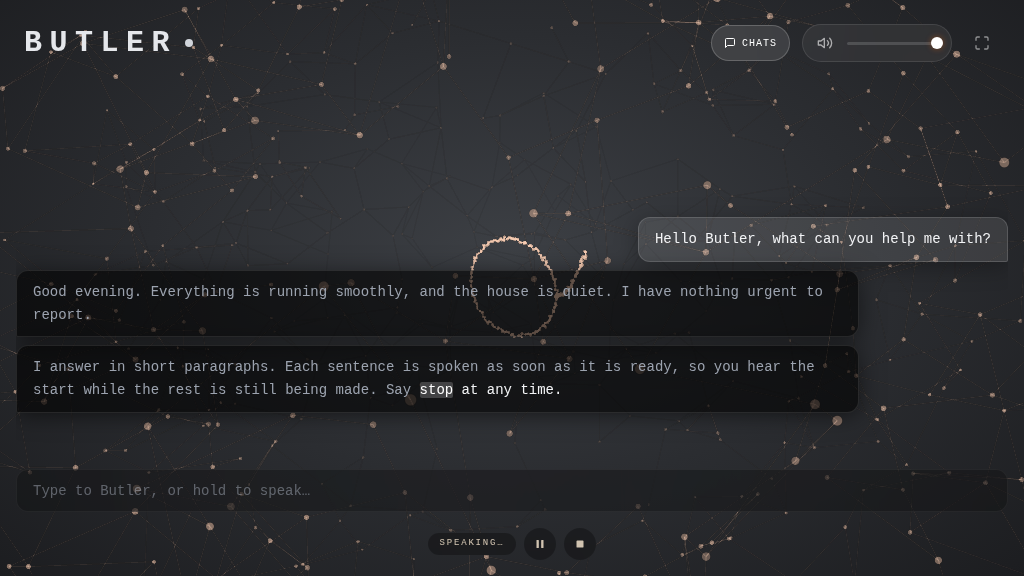 BUTLER
CHATS
Hello Butler, what can you help me with?
Good evening. Everything is running smoothly, and the house is quiet. I have nothing urgent to
report.
I answer in short paragraphs. Each sentence is spoken as soon as it is ready, so you hear the
start while the rest is still being made. Say stop at any time.
Type to Butler, or hold to speak…
SPEAKING…